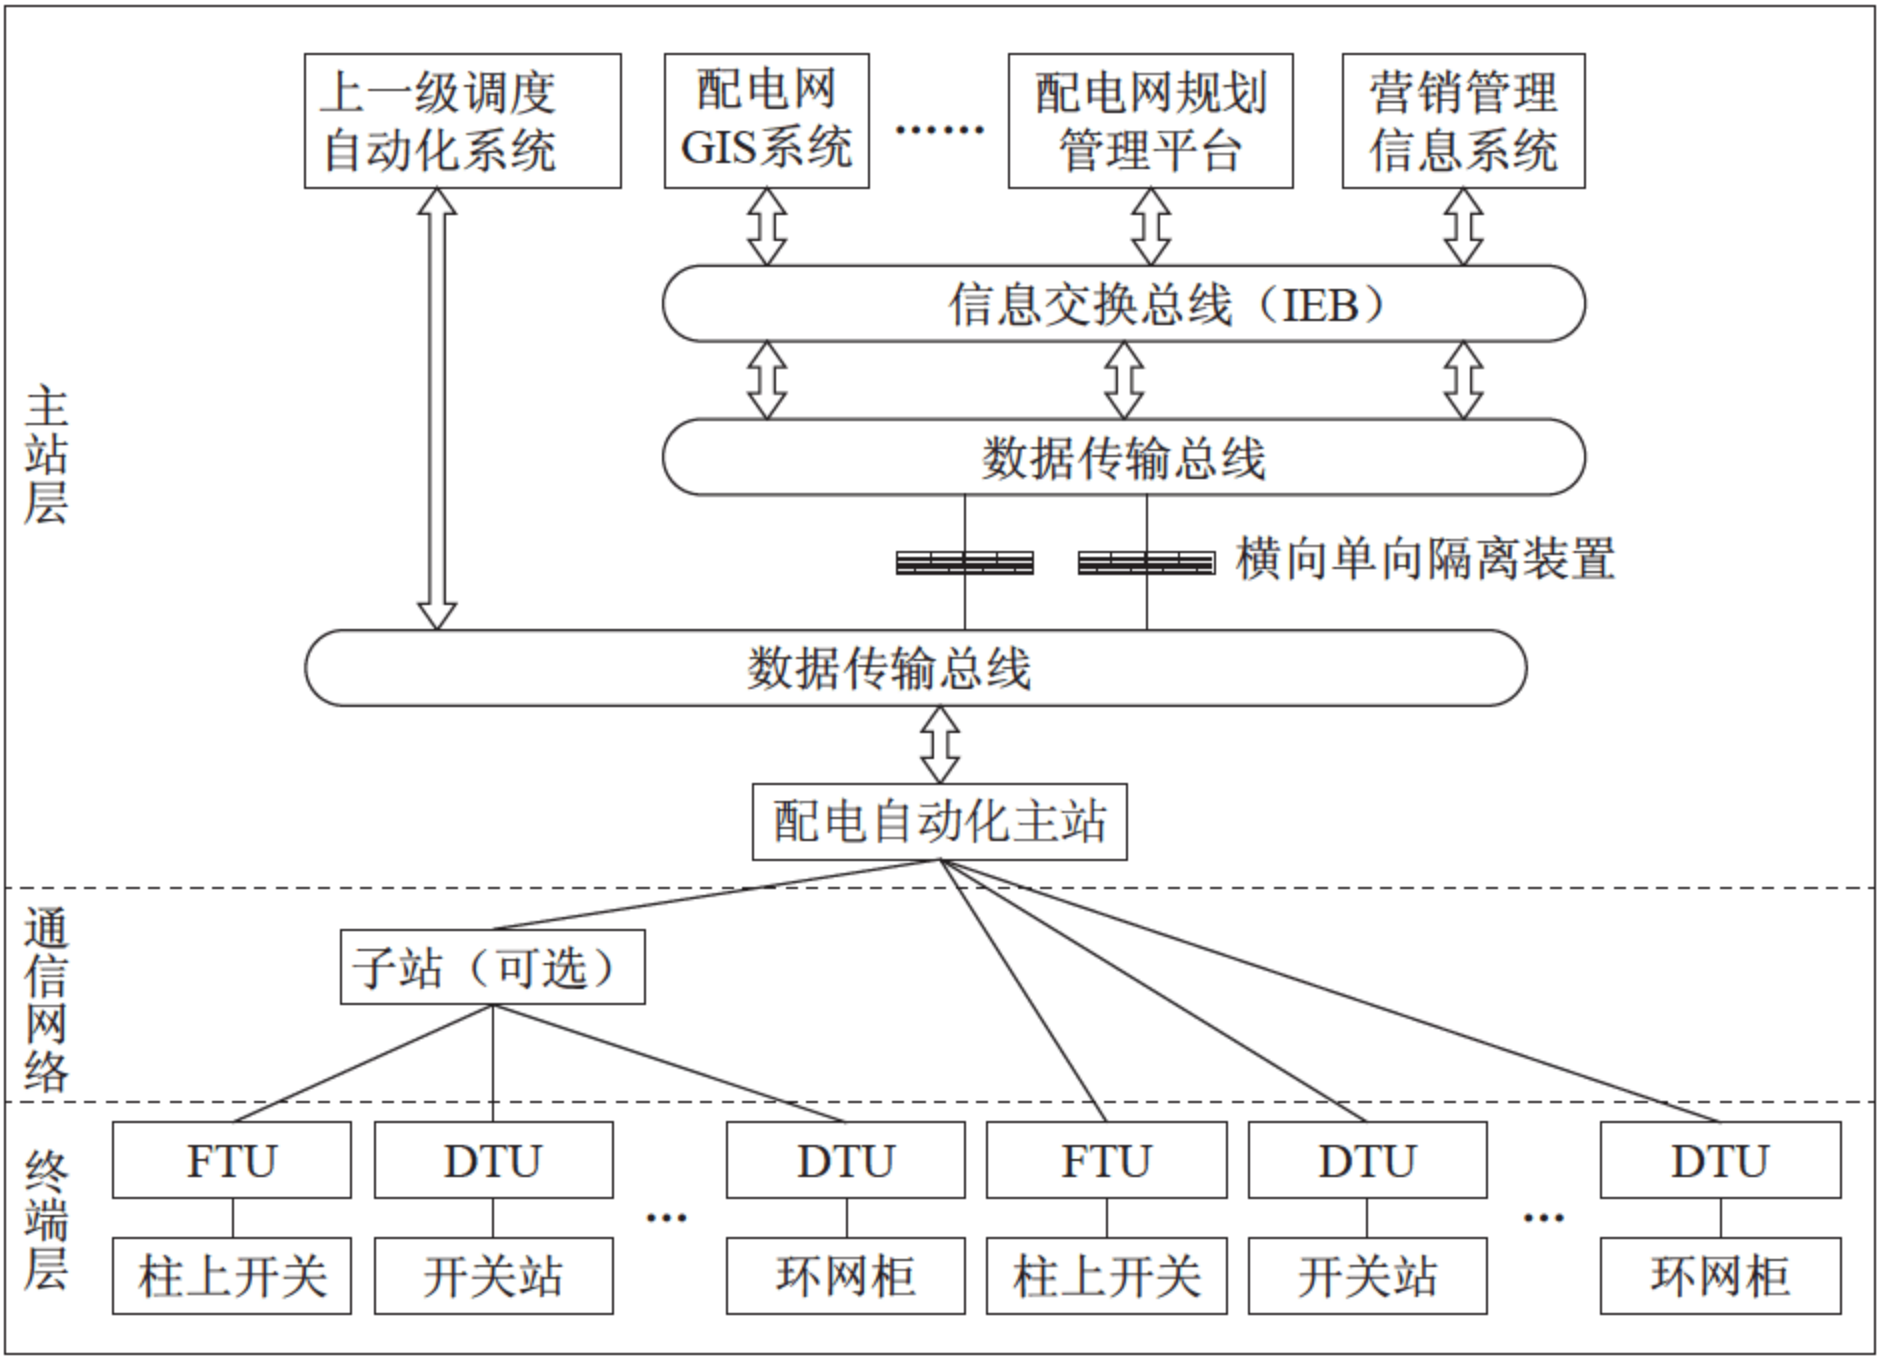 上一级调度
自动化系统
配电网
GIS系统
……
配电网规划
管理平台
营销管理
信息系统
信息交换总线（IEB）
数据传输总线
横向单向隔离装置
数据传输总线
配电自动化主站
主站层
子站（可选）
通信网络
FTU
DTU
DTU
FTU
DTU
DTU
…
…
柱上开关
开关站
环网柜
柱上开关
开关站
环网柜
终端层